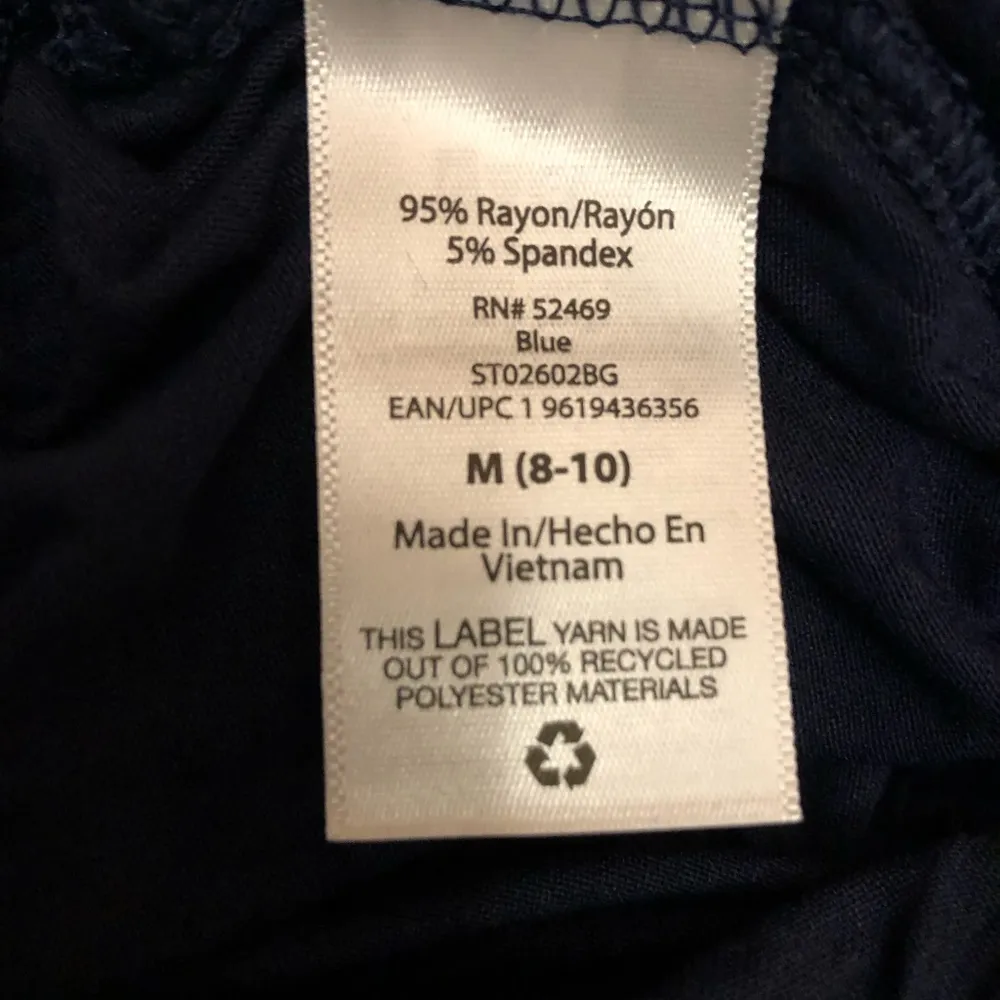 95% Rayon/Rayón
5% Spandex
RN# 52469
Blue
ST02602BG
EAN/UPC 1 9619436356
M (8-10)
Made In/Hecho En
Vietnam
THIS LABEL YARN IS MADE
OUT OF 100% RECYCLED
POLYESTER MATERIALS